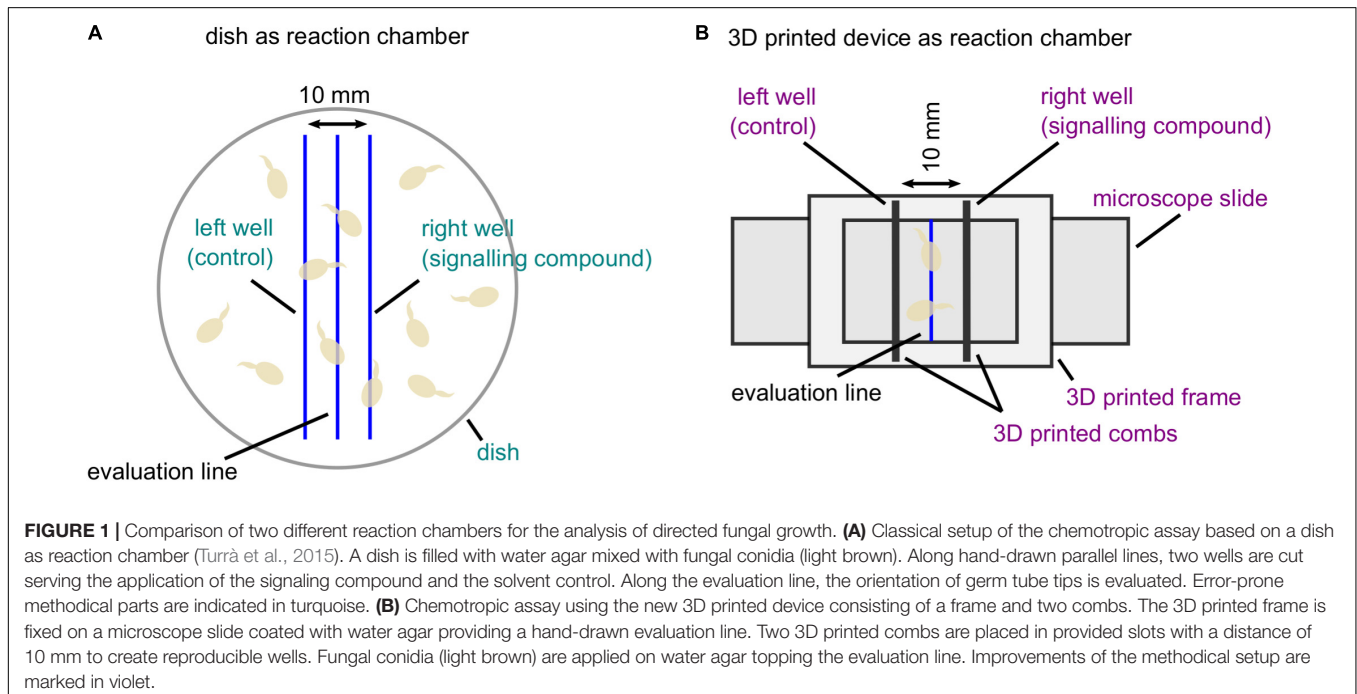 A dish as reaction chamber
10 mm
left well
(control)
right well
(signalling compound)
evaluation line
dish
B 3D printed device as reaction chamber
left well
(control)
10 mm
right well
(signalling compound)
microscope slide
evaluation line
3D printed frame
3D printed combs
FIGURE 1 | Comparison of two different reaction chambers for the analysis of directed fungal growth. (A) Classical setup of the chemotropic assay based on a dish
as reaction chamber (Turrà et al., 2015). A dish is filled with water agar mixed with fungal conidia (light brown). Along hand-drawn parallel lines, two wells are cut
serving the application of the signaling compound and the solvent control. Along the evaluation line, the orientation of germ tube tips is evaluated. Error-prone
methodical parts are indicated in turquoise. (B) Chemotropic assay using the new 3D printed device consisting of a frame and two combs. The 3D printed frame is
fixed on a microscope slide coated with water agar providing a hand-drawn evaluation line. Two 3D printed combs are placed in provided slots with a distance of
10 mm to create reproducible wells. Fungal conidia (light brown) are applied on water agar topping the evaluation line. Improvements of the methodical setup are
marked in violet.